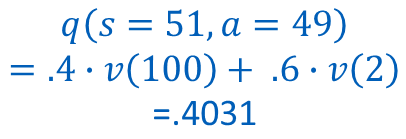 q(s = 51, a = 49)
= .4 · v(100) + .6 · v(2)
=.4031